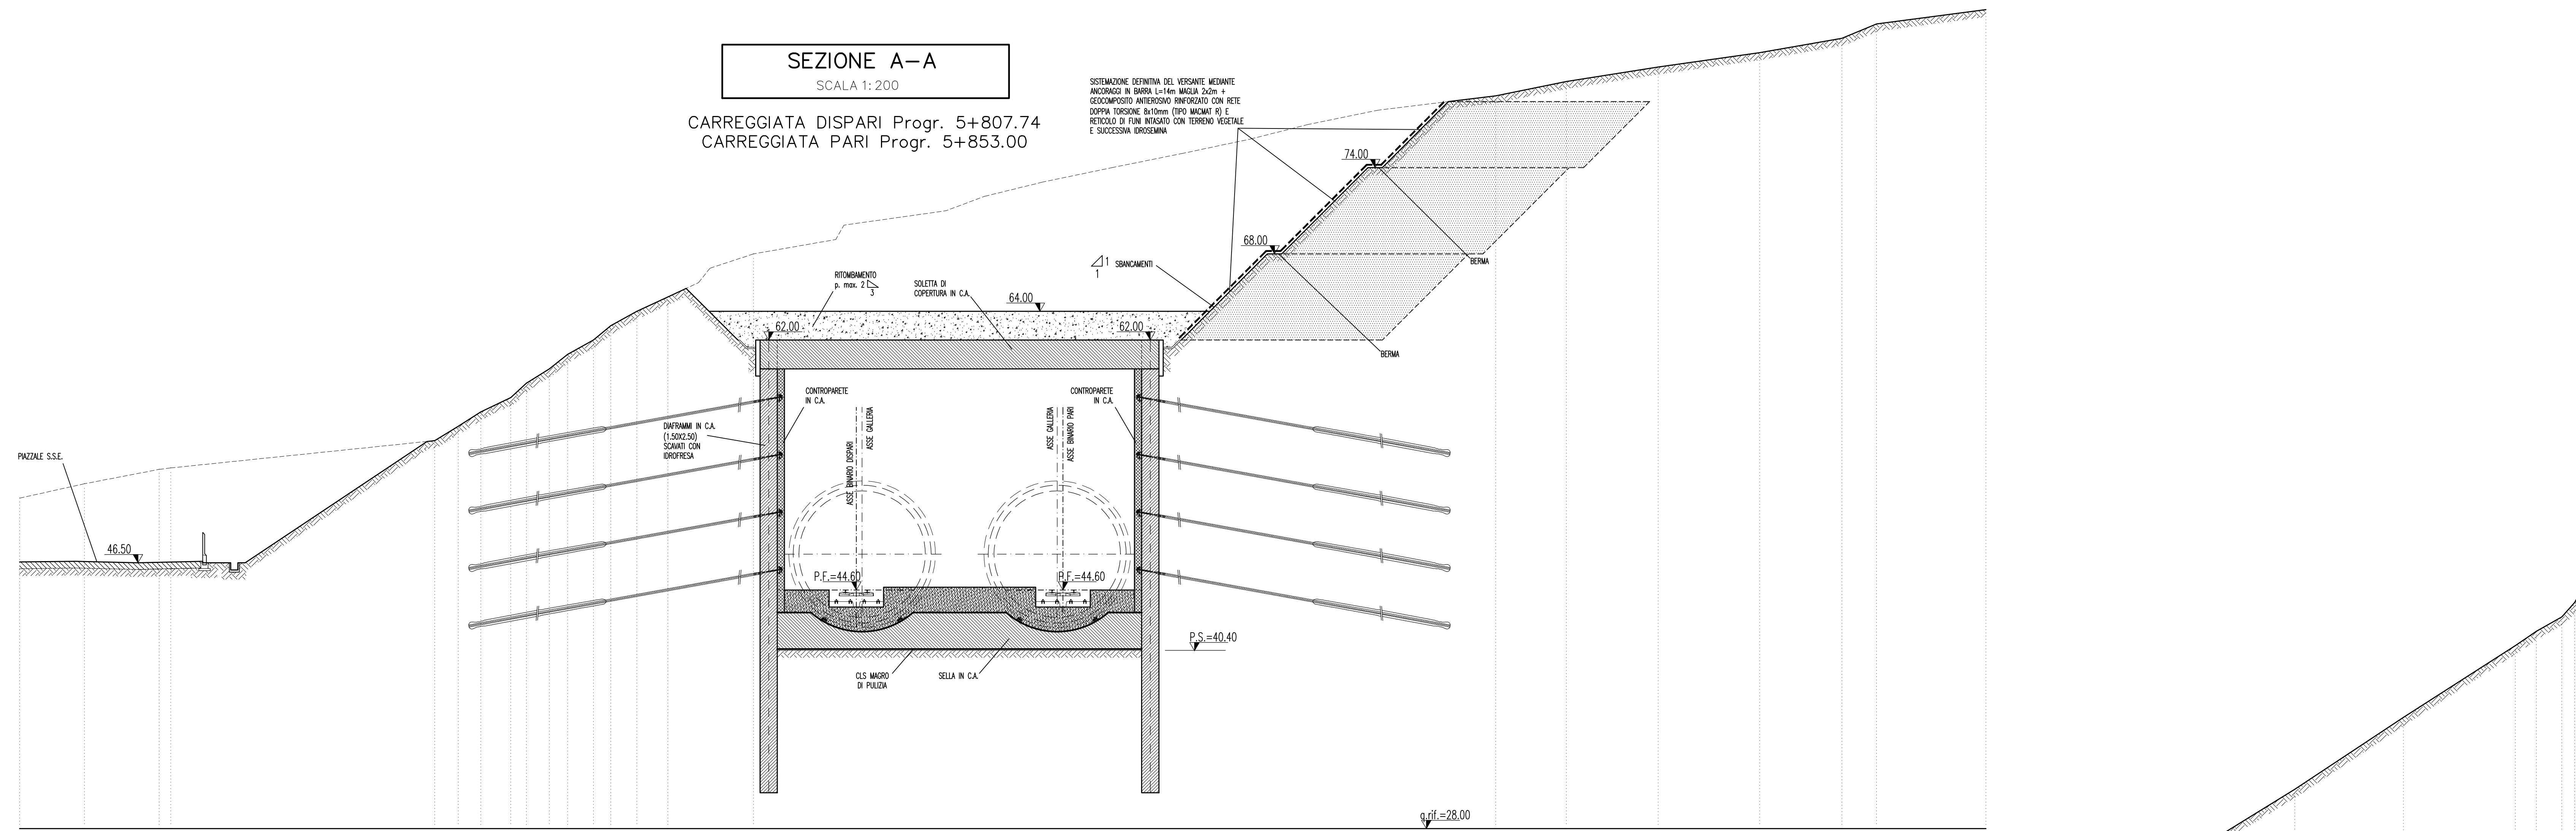 SEZIONE A-A
SCALA 1:200
CARREGGIATA DISPARI Progr. 5+807.74
CARREGGIATA PARI Progr. 5+853.00
SISTEMAZIONE DEFINITIVA DEL VERSANTE MEDIANTE
ANCORAGGI IN BARRA L=14m MAGLIA 2x2m +
GEOCOMPOSITO ANTIEROSIVO RINFORZATO CON RETE
DOPPIA TORSIONE 8x10mm (TIPO MACMAT R) E
RETICOLO DI FUNI INTASATO CON TERRENO VEGETALE
E SUCCESSIVA IDROSEMINA
74.00
68.00
BERMA
1
1
SBANCAMENTI
RITOMBAMENTO
p. max. 2
3
SOLETTA DI
COPERTURA IN C.A.
64.00
62.00
62.00
BERMA
CONTROPARETE
IN C.A.
CONTROPARETE
IN C.A.
DIAFRAMMI IN C.A.
(1.50X2.50)
SCAVATI CON
IDROFRESA
ASSE BINARIO DISPARI
ASSE GALLERIA
ASSE GALLERIA
ASSE BINARIO PARI
PIAZZALE S.S.E.
46.50
P.F.=44.60
P.F.=44.60
P.S.=40.40
CLS MAGRO
DI PULIZIA
SELLA IN C.A.
q.rif.=28.00